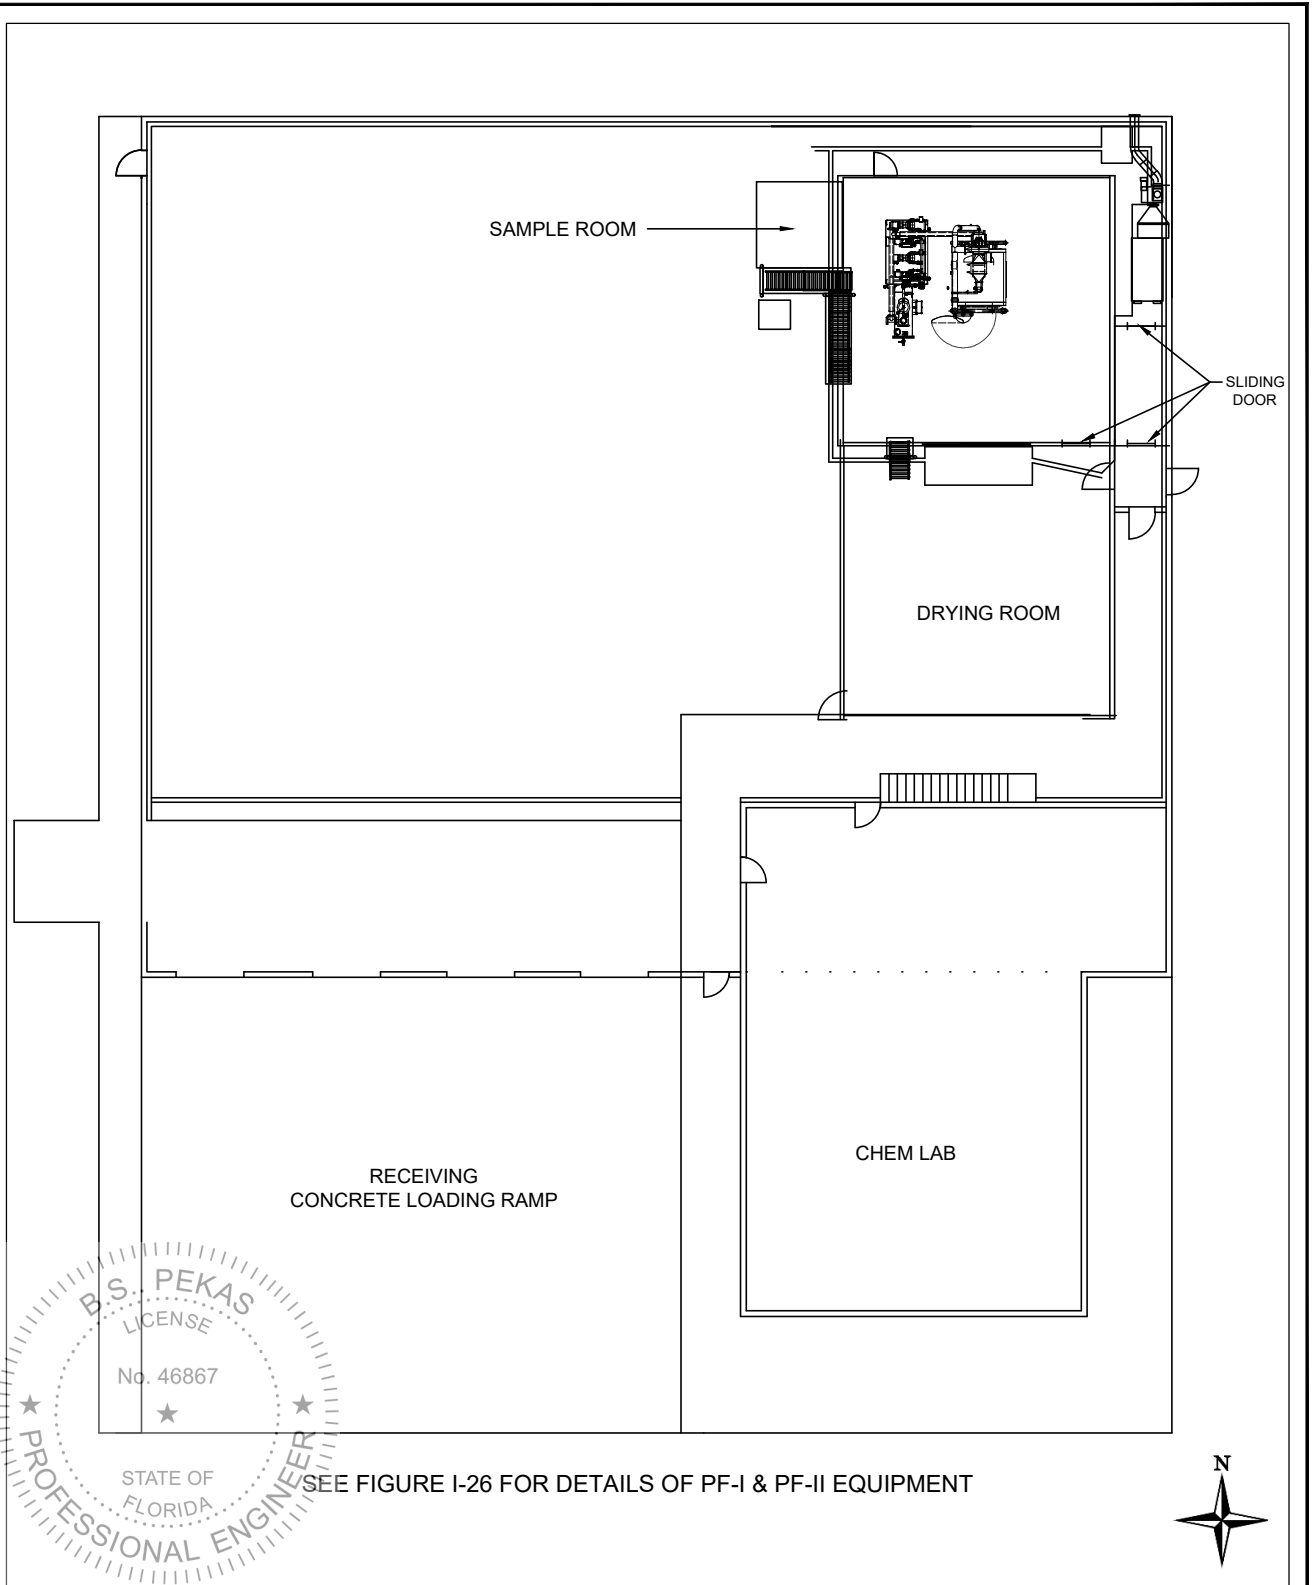 SAMPLE ROOM
SLIDING
DOOR
DRYING ROOM
CHEM LAB
RECEIVING
CONCRETE LOADING RAMP
B.S. PEKAS
LICENSE
No. 46867
STATE OF
FLORIDA
PROFESSIONAL ENGINEER
SEE FIGURE I-26 FOR DETAILS OF PF-I & PF-II EQUIPMENT
N